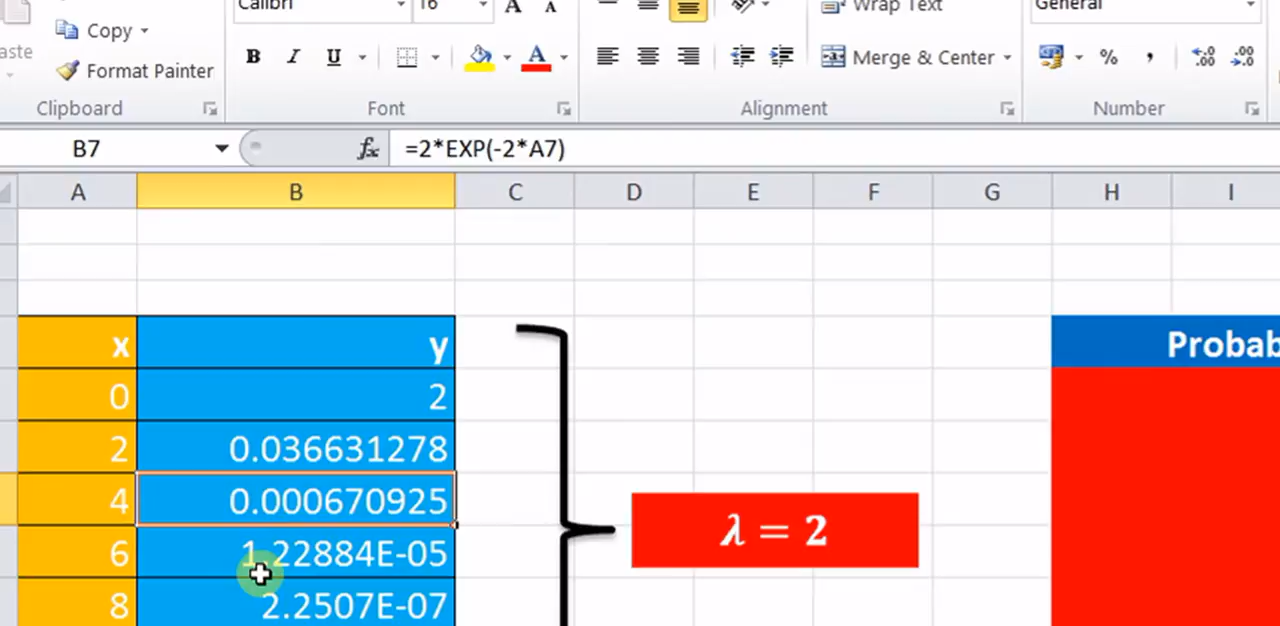 Calibri 16 A A Wrap Text General
Copy
aste B I U A Merge & Center % , .00
Format Painter
Clipboard Font Alignment Number
B7 fx =2*EXP(-2*A7)
A B C D E F G H I
x y Probab
0 2
2 0.036631278
4 0.000670925
λ = 2
6 1.22884E-05
8 2.2507E-07